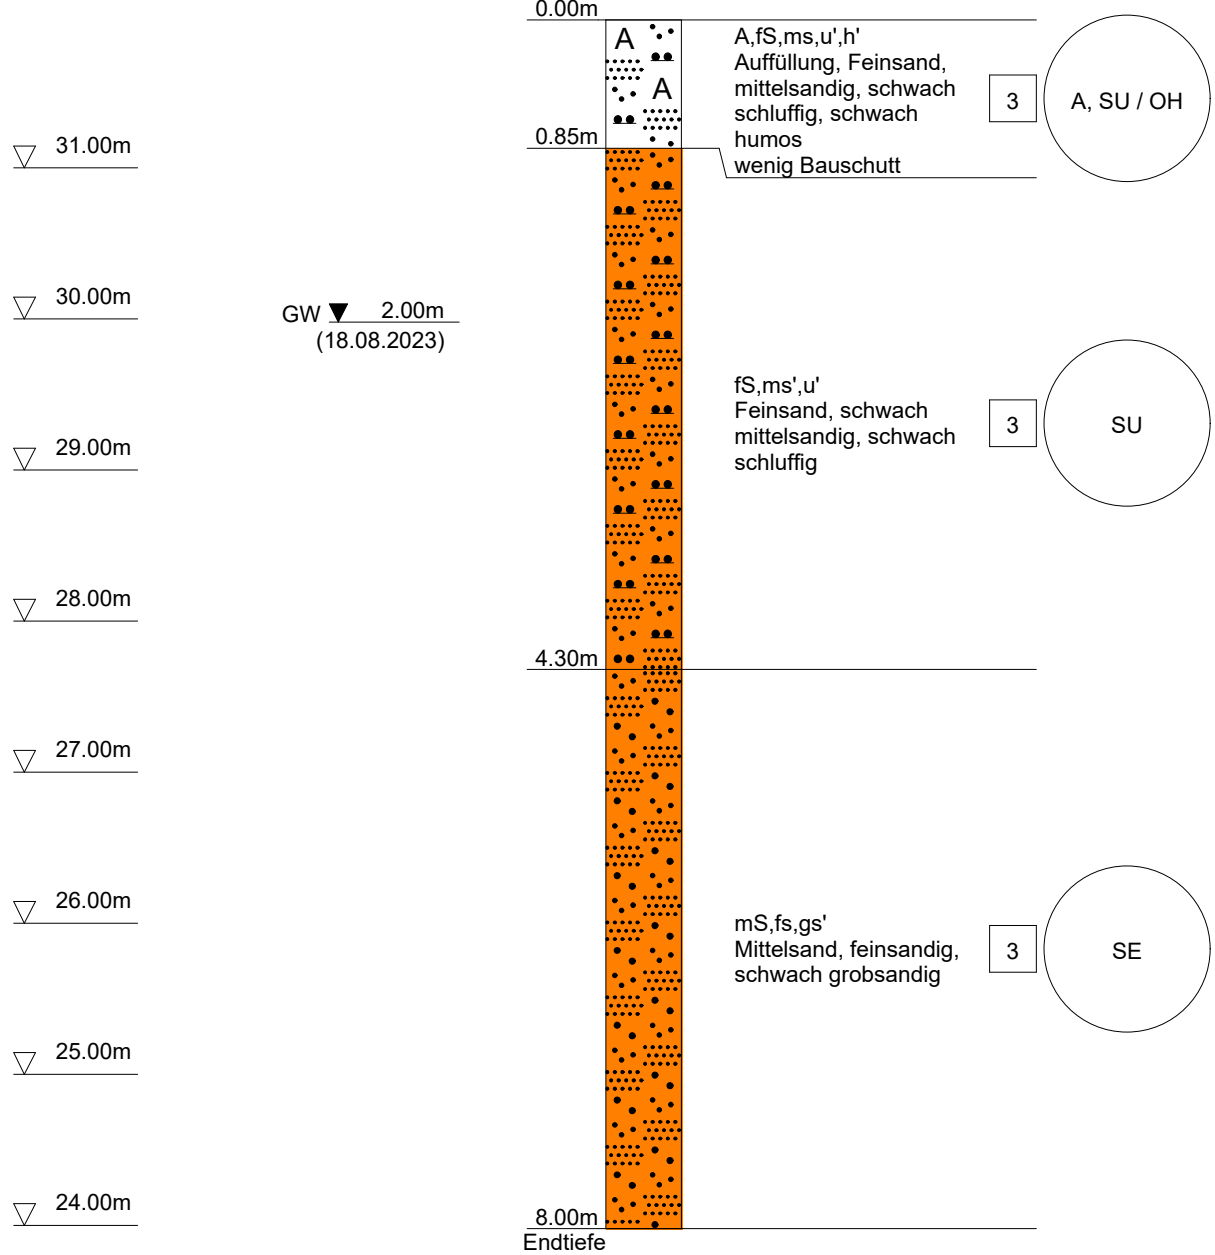 0.00m
A
A
A,fS,ms,u',h'
Auffüllung, Feinsand,
mittelsandig, schwach
schluffig, schwach
humos
wenig Bauschutt
3
A, SU / OH
0.85m
31.00m
30.00m
GW 2.00m
(18.08.2023)
fS,ms',u'
Feinsand, schwach
mittelsandig, schwach
schluffig
3
SU
29.00m
28.00m
4.30m
27.00m
26.00m
mS,fs,gs'
Mittelsand, feinsandig,
schwach grobsandig
3
SE
25.00m
24.00m
8.00m
Endtiefe